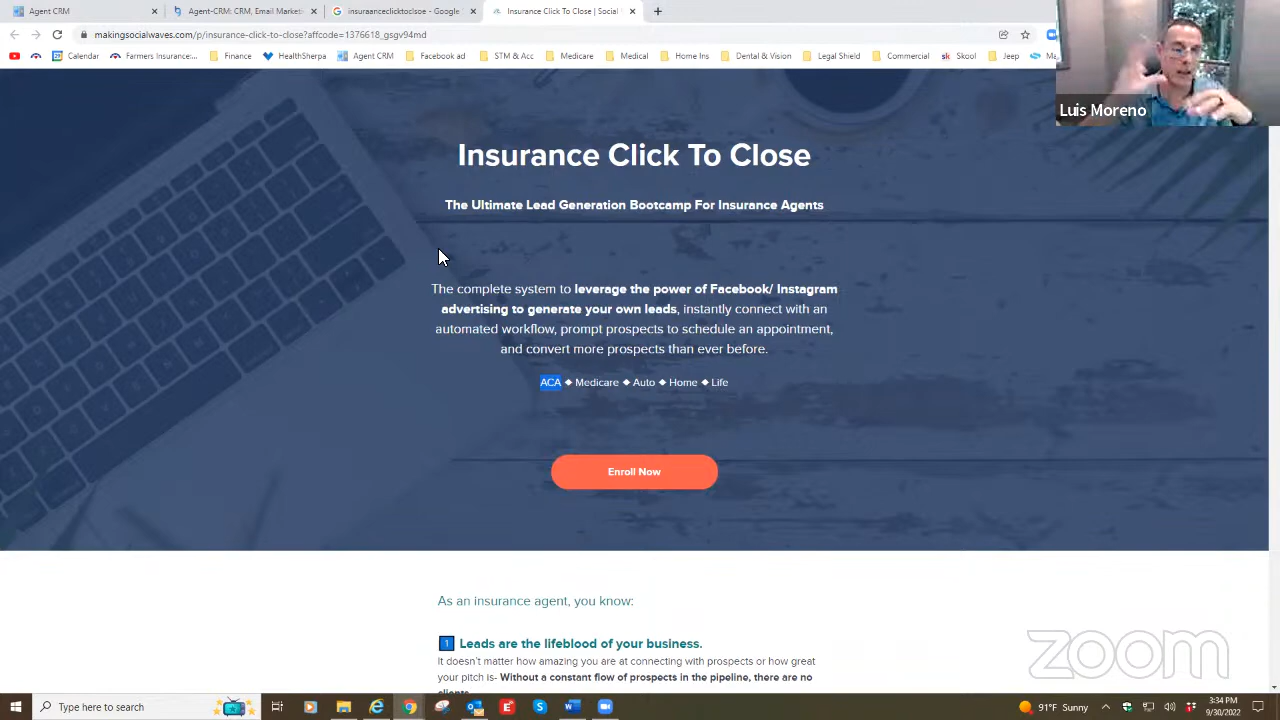 Agent CRM
Agent-CRM: CRM, Email Market
insuraanceclicktoclsoe - Google
Insurance Click To Close | Social
makingsocialwaves.com/p/insurance-click-to-close?affcode=1376618_gsgv94md
Calendar
Farmers Insurance:...
Finance
HealthSherpa
Agent CRM
Facebook ad
STM & Acc
Medicare
Medical
Home Ins
Dental & Vision
Legal Shield
Commercial
sk Skool
Jeep
Luis Moreno
Insurance Click To Close
The Ultimate Lead Generation Bootcamp For Insurance Agents
The complete system to leverage the power of Facebook/ Instagram
advertising to generate your own leads, instantly connect with an
automated workflow, prompt prospects to schedule an appointment,
and convert more prospects than ever before.
ACA ◆ Medicare ◆ Auto ◆ Home ◆ Life
Enroll Now
As an insurance agent, you know:
1 Leads are the lifeblood of your business.
It doesn't matter how amazing you are at connecting with prospects or how great
your pitch is- Without a constant flow of prospects in the pipeline, there are no
clients.
zoom
Type here to search
91°F Sunny
3:34 PM
9/30/2022